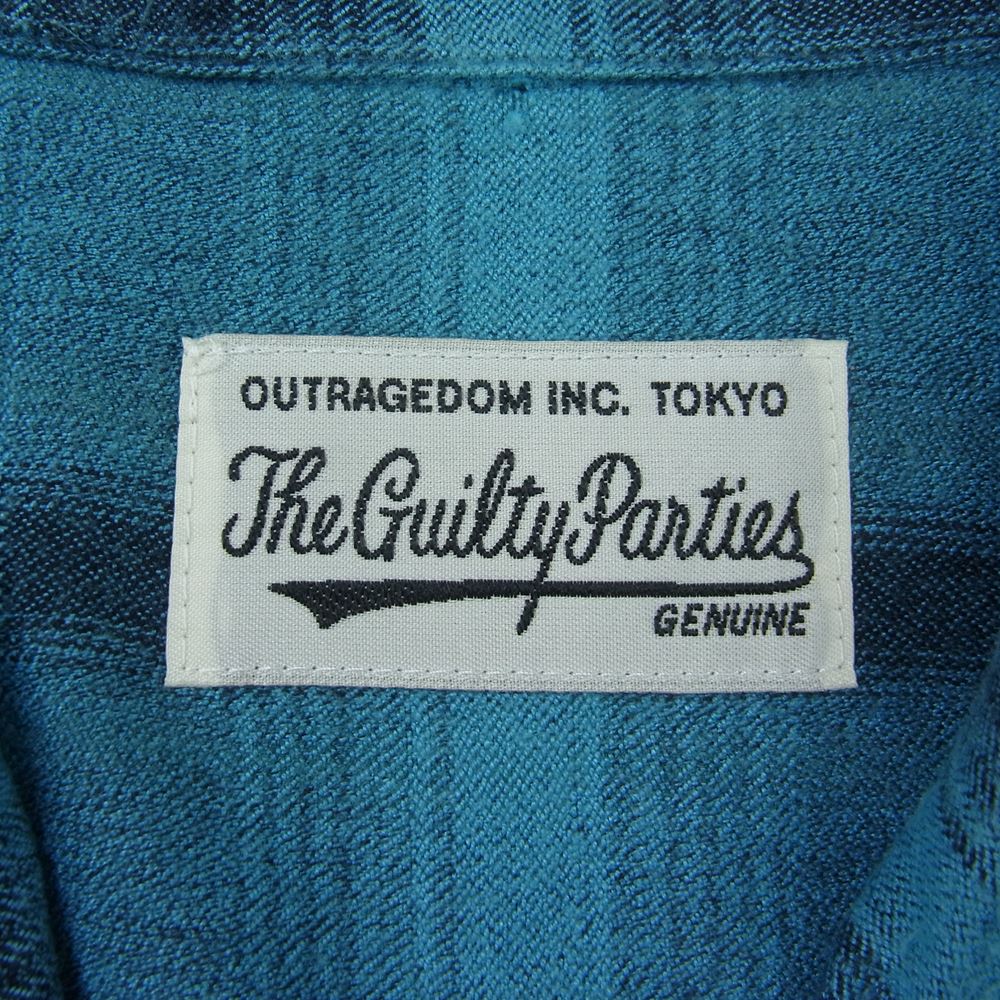 OUTRAGEDOM INC. TOKYO
The Guilty Parties
GENUINE